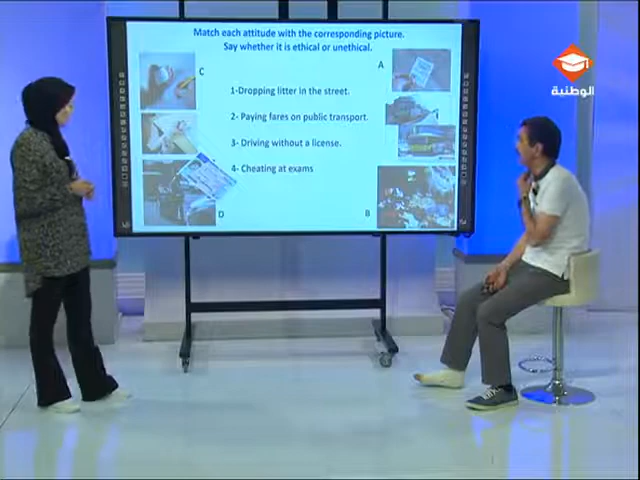 Match each attitude with the corresponding picture.
Say whether it is ethical or unethical.
C
A
1-Dropping litter in the street.
2- Paying fares on public transport.
3- Driving without a license.
4- Cheating at exams
D
B
الوطنية